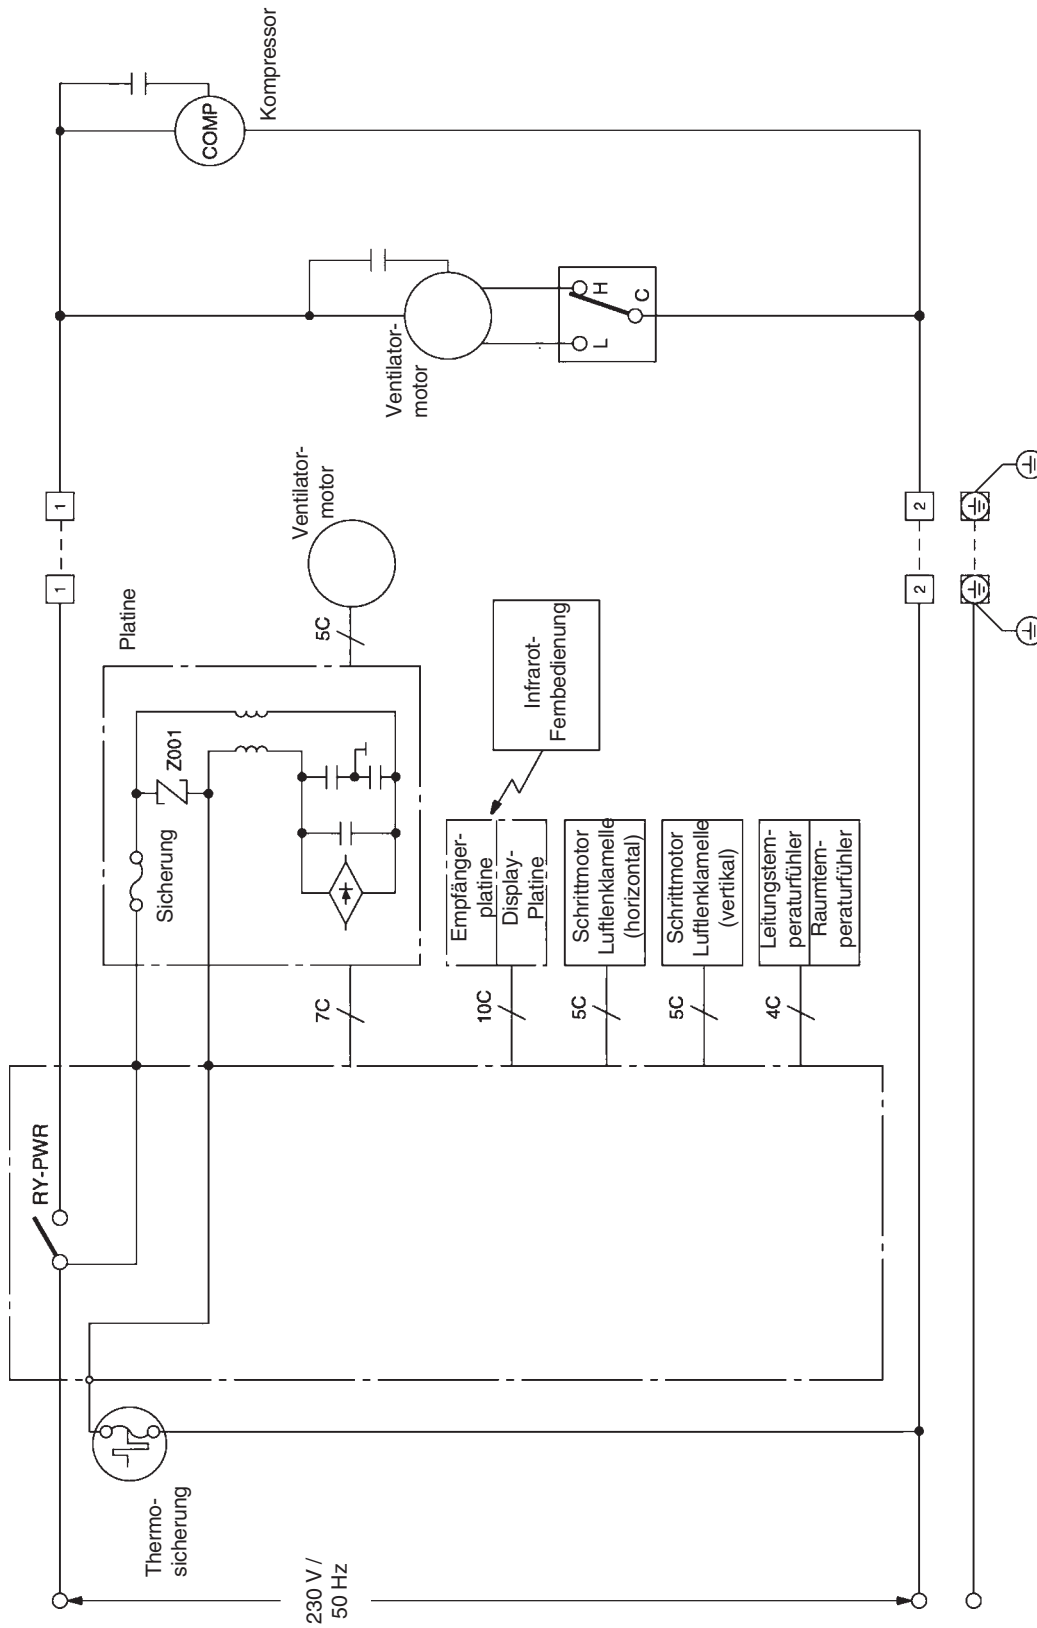 230 V /
50 Hz
Thermo-
sicherung
RY-PWR
Platine
Sicherung
Z001
7C
5C
Ventilator-
motor
10C
Empfänger-
platine
Display-
Platine
Infrarot-
Fernbedienung
5C
Schrittmotor
Luftlenklamelle
(horizontal)
5C
Schrittmotor
Luftlenklamelle
(vertikal)
4C
Leitungstem-
peraturfühler
Raumtem-
peraturfühler
1
1
2
2
Ventilator-
motor
L
H
C
COMP
Kompressor